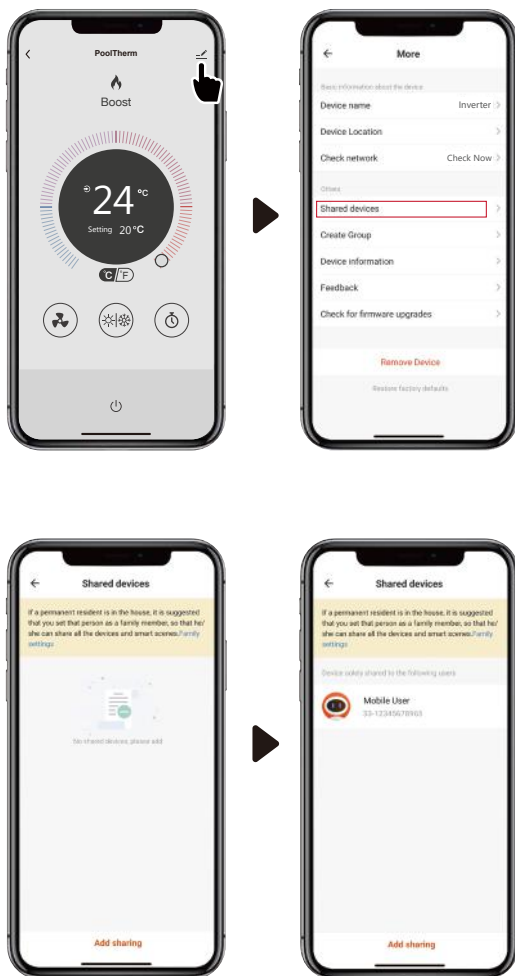 PoolTherm
Boost
24 °C
Setting 20°C
°C/°F
More
Basic information about the device
Device name Inverter
Device Location
Check network Check Now
Others
Shared devices
Create Group
Device information
Feedback
Check for firmware upgrades
Remove Device
Restore factory defaults
Shared devices
If a permanent resident is in the house, it is suggested
that you set that person as a family member, so that he/
she can share all the devices and smart scenes.Family
settings
No shared devices, please add
Add sharing
Shared devices
If a permanent resident is in the house, it is suggested
that you set that person as a family member, so that he/
she can share all the devices and smart scenes.Family
settings
Device solely shared to the following users
Mobile User
Add sharing